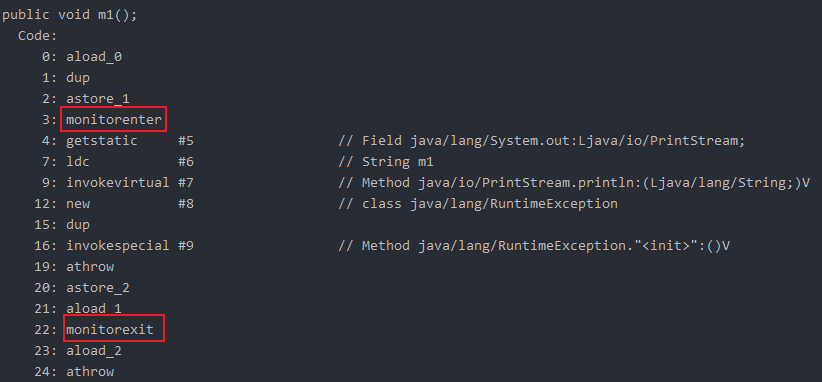 public void m1();
Code:
0: aload_0
1: dup
2: astore_1
3: monitorenter
4: getstatic #5 // Field java/lang/System.out:Ljava/io/PrintStream;
7: ldc #6 // String m1
9: invokevirtual #7 // Method java/io/PrintStream.println:(Ljava/lang/String;)V
12: new #8 // class java/lang/RuntimeException
15: dup
16: invokespecial #9 // Method java/lang/RuntimeException."<init>":()V
19: athrow
20: astore_2
21: aload_1
22: monitorexit
23: aload_2
24: athrow